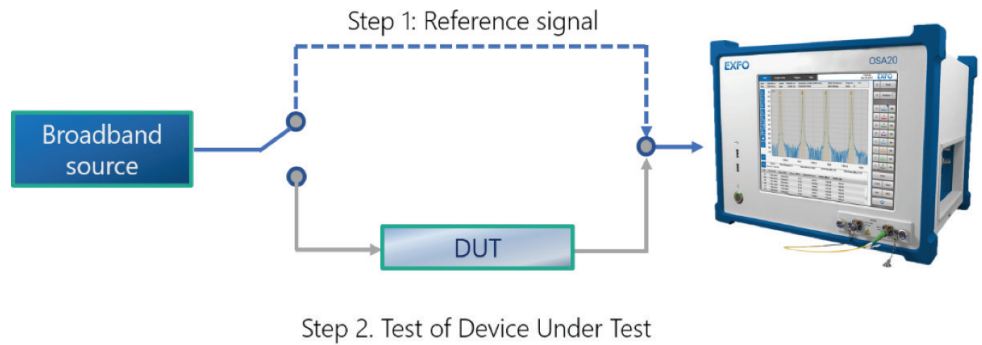 Step 1: Reference signal
EXFO
OSA20
EXFO
Broadband
source
DUT
Step 2. Test of Device Under Test